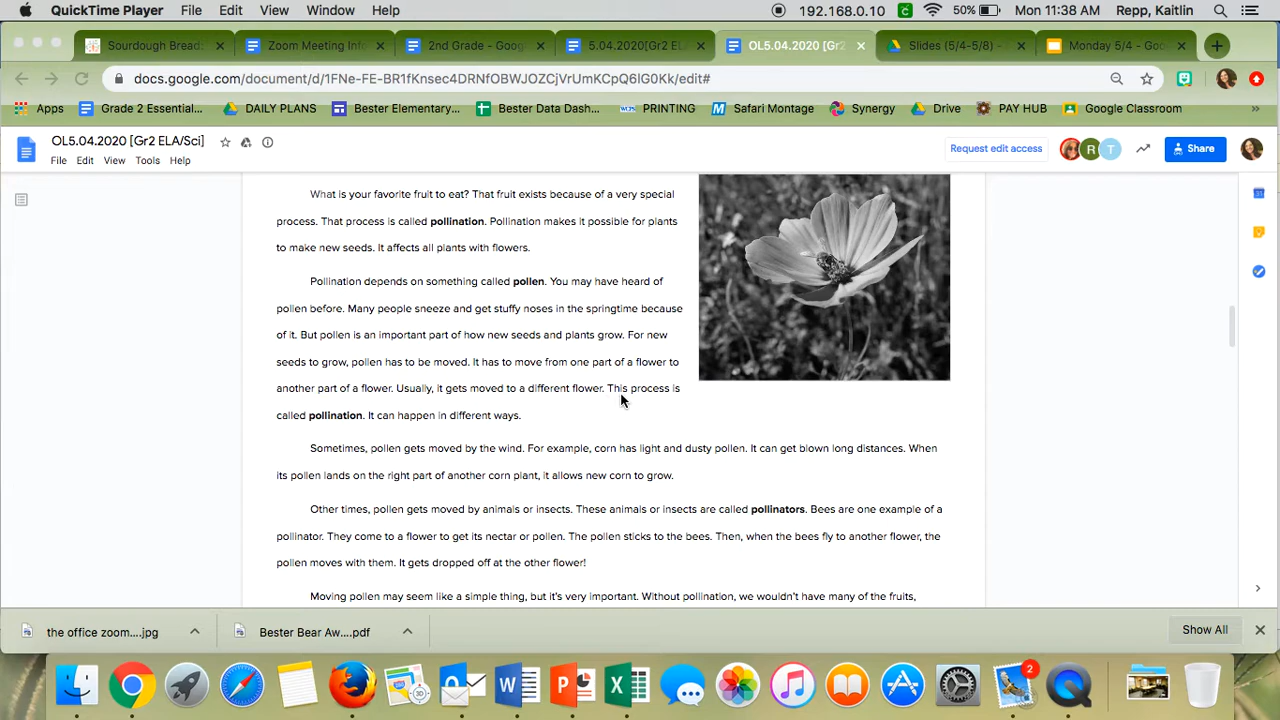 QuickTime Player File Edit View Window Help 192.168.0.10 50% Mon 11:38 AM Repp, Kaitlin
Sourdough Bread: Zoom Meeting Info 2nd Grade - Goog 5.04.2020[Gr2 ELA OL5.04.2020 [Gr2 Slides (5/4-5/8) - Monday 5/4 - Goo
docs.google.com/document/d/1FNe-FE-BR1fKnsec4DRNfOBWJOZCjVrUmKCpQ6lG0Kk/edit#
Apps Grade 2 Essential... DAILY PLANS Bester Elementary... Bester Data Dash... WCPS PRINTING Safari Montage Synergy Drive PAY HUB Google Classroom »
OL5.04.2020 [Gr2 ELA/Sci]
File Edit View Tools Help
Request edit access R T Share
What is your favorite fruit to eat? That fruit exists because of a very special
process. That process is called pollination. Pollination makes it possible for plants
to make new seeds. It affects all plants with flowers.
Pollination depends on something called pollen. You may have heard of
pollen before. Many people sneeze and get stuffy noses in the springtime because
of it. But pollen is an important part of how new seeds and plants grow. For new
seeds to grow, pollen has to be moved. It has to move from one part of a flower to
another part of a flower. Usually, it gets moved to a different flower. This process is
called pollination. It can happen in different ways.
Sometimes, pollen gets moved by the wind. For example, corn has light and dusty pollen. It can get blown long distances. When
its pollen lands on the right part of another corn plant, it allows new corn to grow.
Other times, pollen gets moved by animals or insects. These animals or insects are called pollinators. Bees are one example of a
pollinator. They come to a flower to get its nectar or pollen. The pollen sticks to the bees. Then, when the bees fly to another flower, the
pollen moves with them. It gets dropped off at the other flower!
Moving pollen may seem like a simple thing, but it's very important. Without pollination, we wouldn't have many of the fruits,
the office zoom....jpg Bester Bear Aw....pdf Show All
2